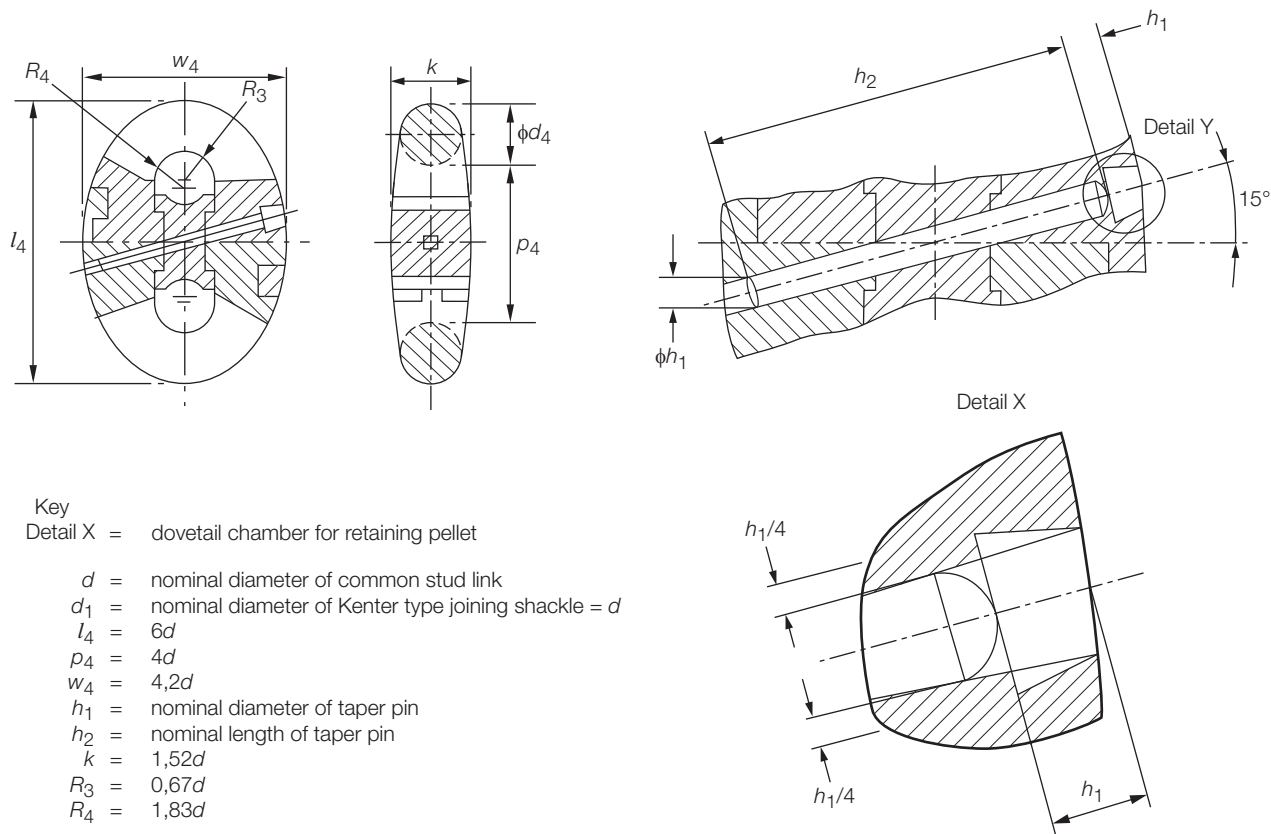 R4
w4
R3
l4
k
ϕd4
p4
h1
h2
Detail Y
15°
ϕh1
Detail X
h1/4
h1/4
h1
Key
Detail X = dovetail chamber for retaining pellet
d = nominal diameter of common stud link
d1 = nominal diameter of Kenter type joining shackle = d
l4 = 6d
p4 = 4d
w4 = 4,2d
h1 = nominal diameter of taper pin
h2 = nominal length of taper pin
k = 1,52d
R3 = 0,67d
R4 = 1,83d